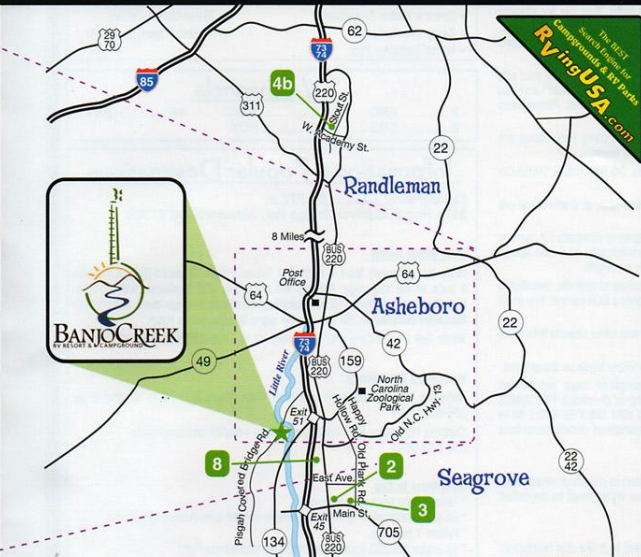 The BEST
Search Engine for
Campgrounds & RV Parks
RVingUSA.com
29
70
62
73
74
85
4b
311
220
Stout St.
W. Academy St.
22
Randleman
8 Miles
BUS
220
Post
Office
64
64
Asheboro
BANJOCREEK
RV RESORT & CAMPGROUND
73
74
49
Little River
BUS
220
159
42
22
North
Carolina
Zoological
Park
Happy
Hollow Rd.
Old N.C. Hwy. 13
Exit
51
Pisgah Covered Bridge Rd.
8
Old Plank Rd.
2
22
42
East Ave.
Seagrove
3
Main St.
Exit
45
134
BUS
220
705